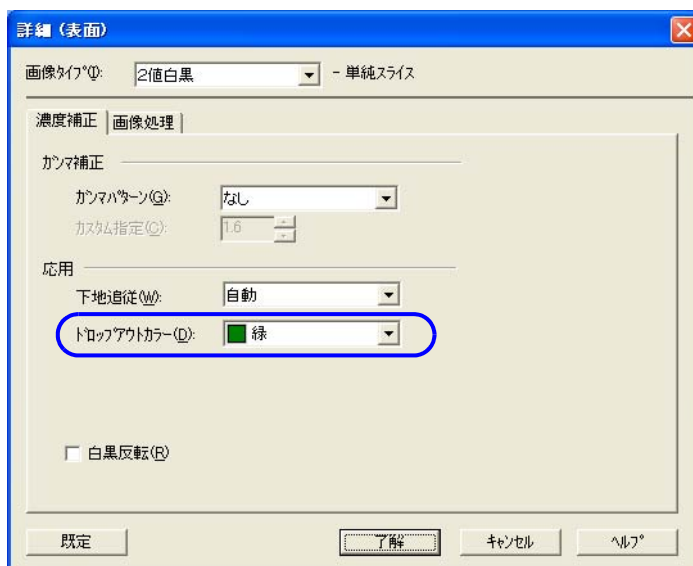 詳細（表面）
画像ﾀｲﾌﾟ(I): 2値白黒 - 単純スライス
濃度補正 画像処理
ｶﾞﾝﾏ補正
ｶﾞﾝﾏﾊﾟﾀｰﾝ(G): なし
ｶｽﾀﾑ指定(C): 1.6
応用
下地追従(W): 自動
ﾄﾞﾛｯﾌﾟｱｳﾄｶﾗｰ(D): 緑
白黒反転(R)
既定 了解 ｷｬﾝｾﾙ ﾍﾙﾌﾟ